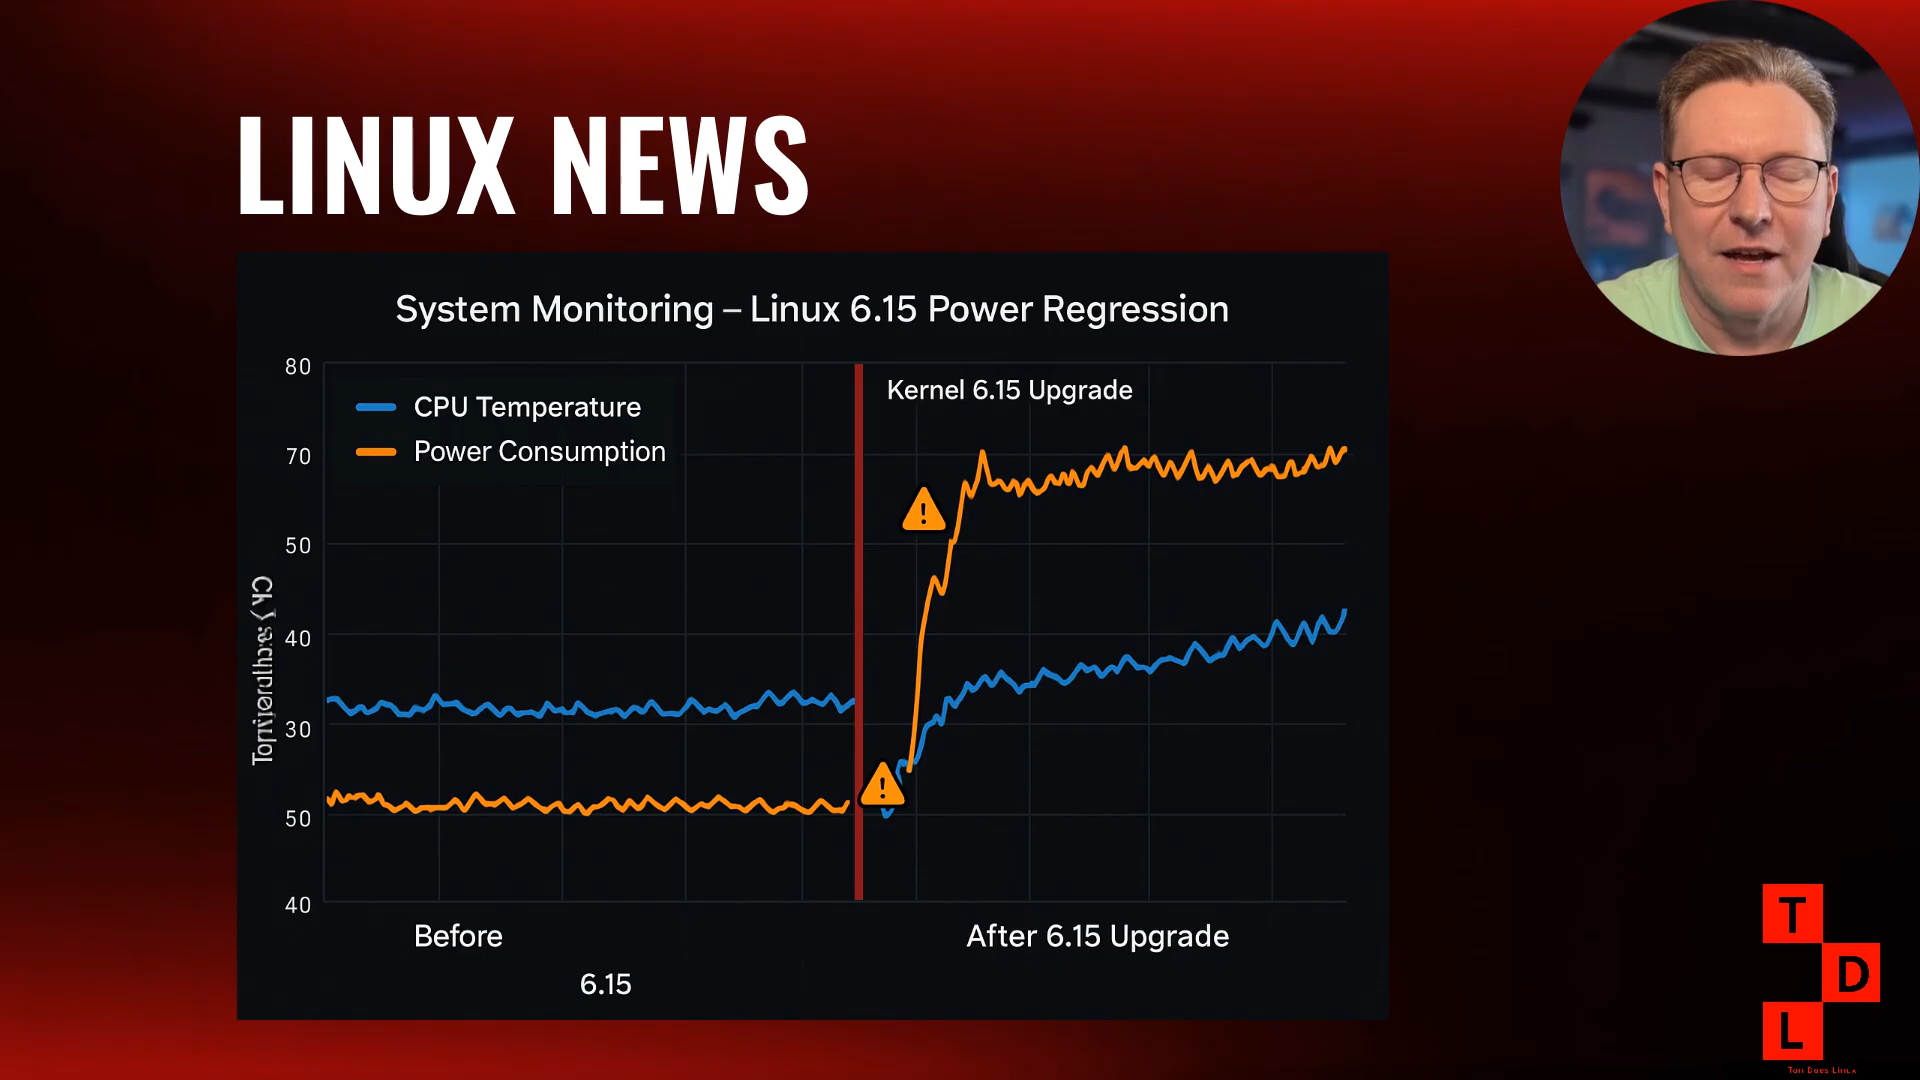 LINUX NEWS
System Monitoring – Linux 6.15 Power Regression
80
70
50
40
30
50
40
CPU Temperature
Power Consumption
Kernel 6.15 Upgrade
Before
6.15
After 6.15 Upgrade
T
D
L